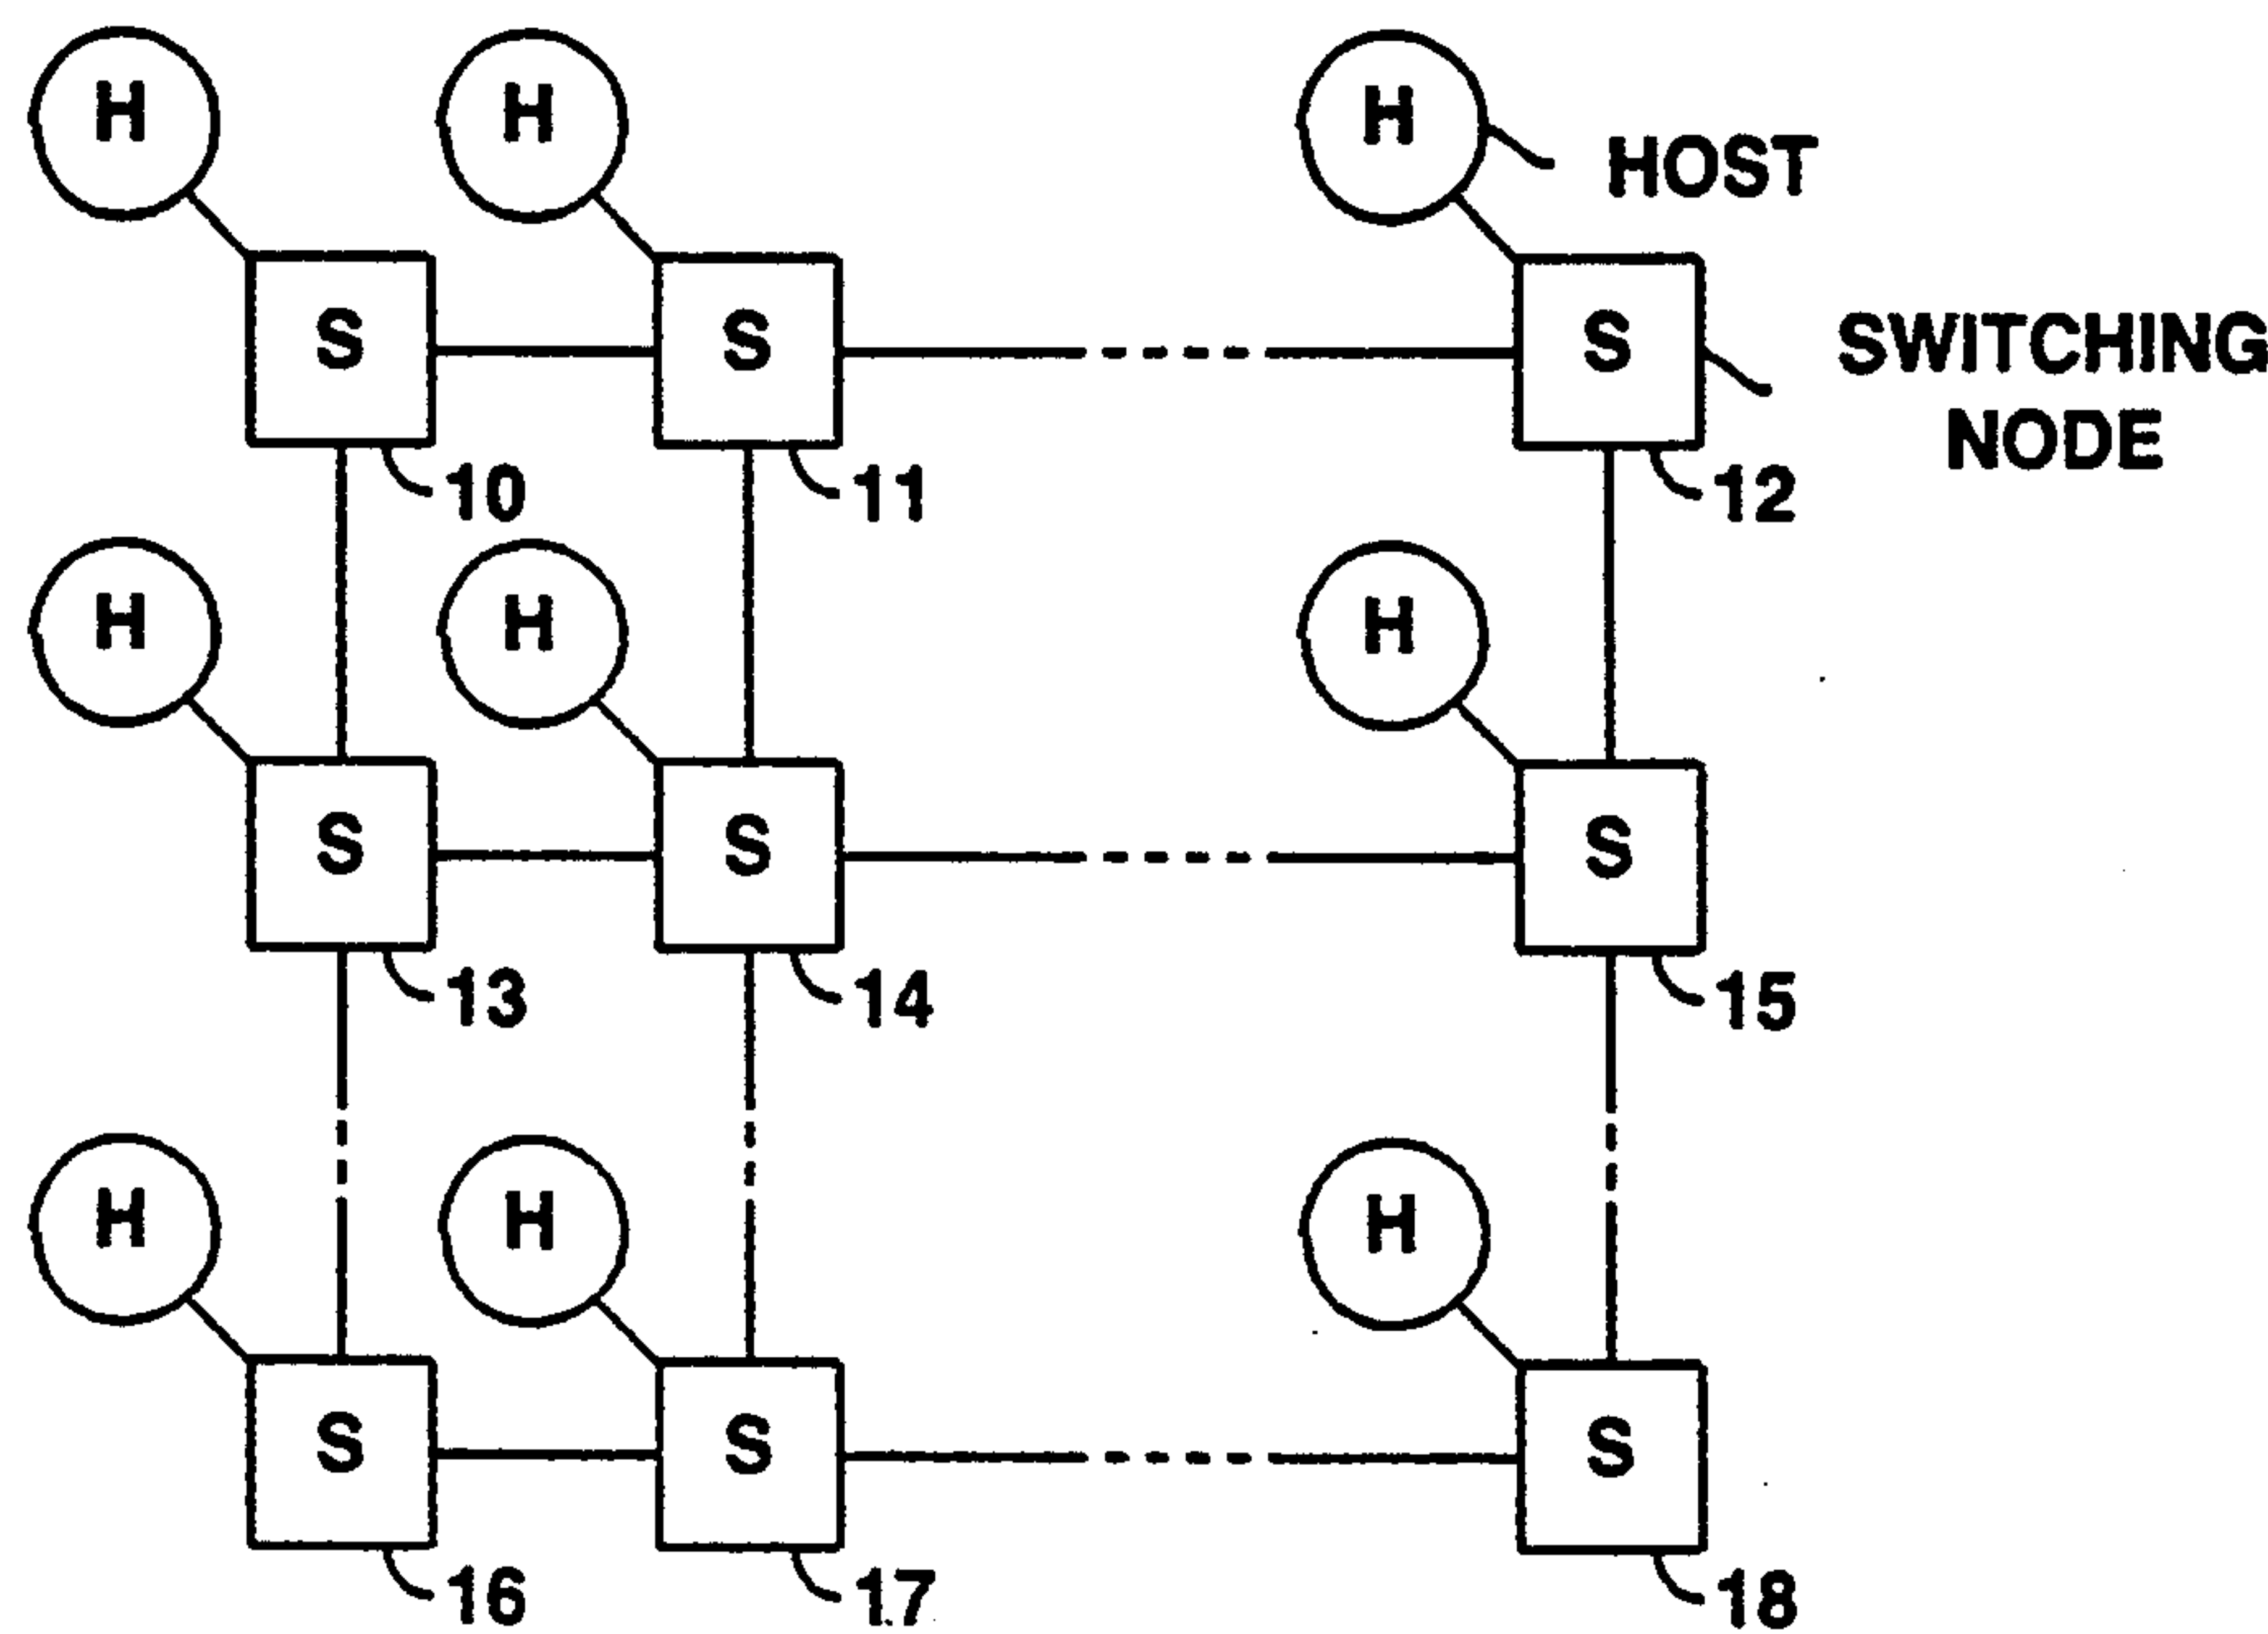 H H H HOST
S S S SWITCHING
NODE
10 11 12
H H H
S S S
13 14 15
H H H
S S S
16 17 18